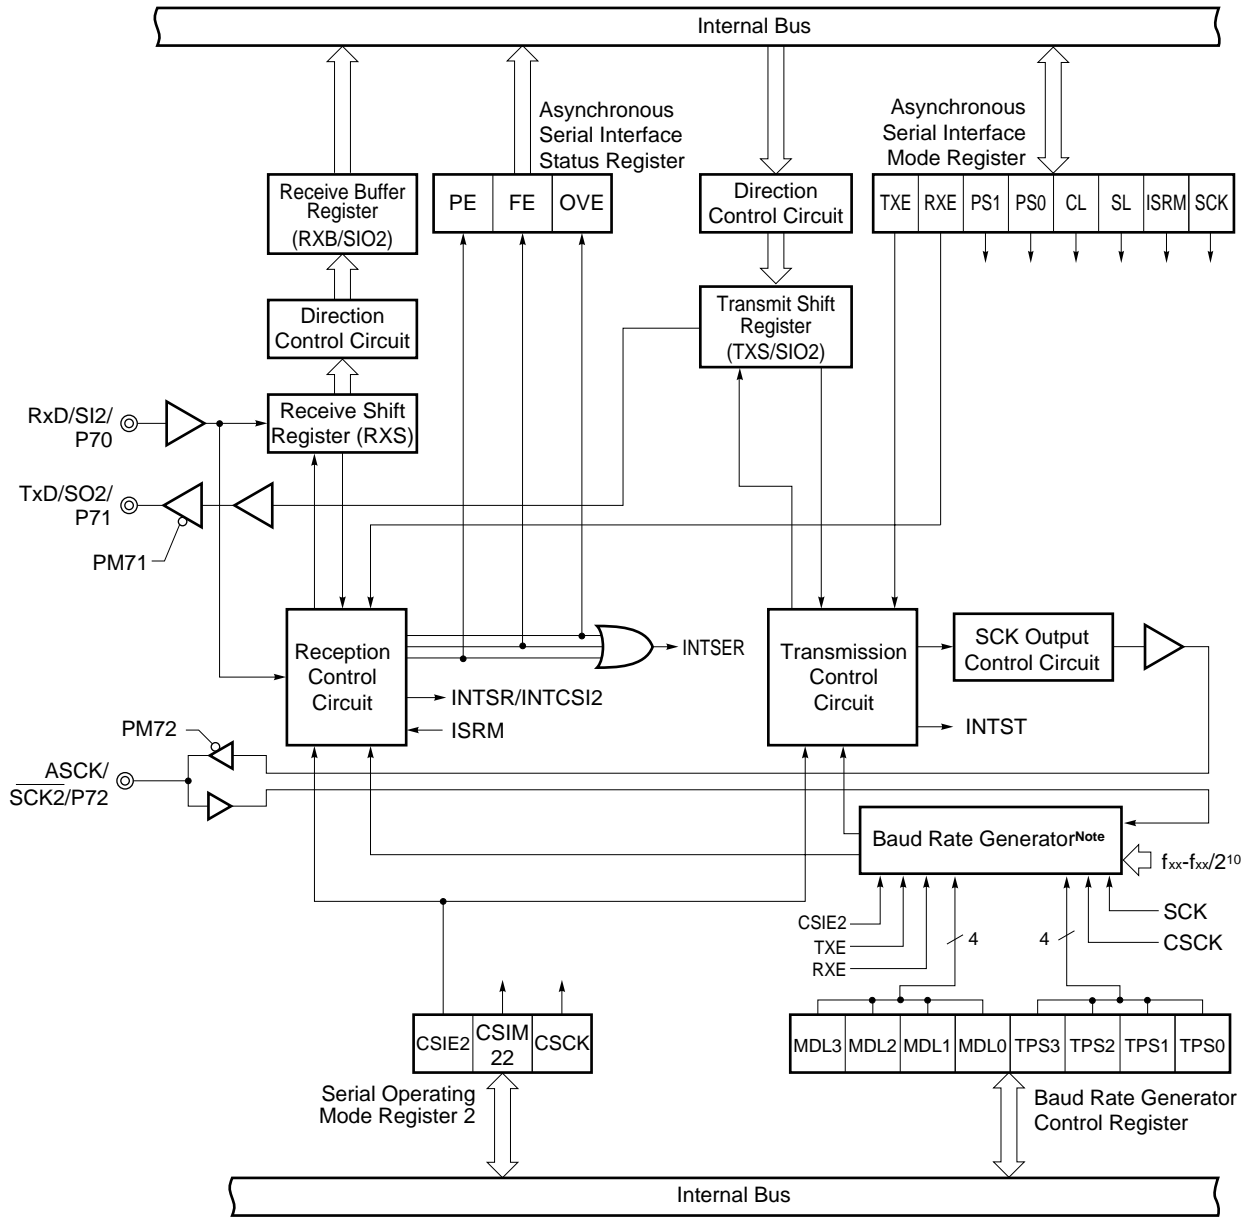 Internal Bus
Asynchronous
Serial Interface
Status Register
Asynchronous
Serial Interface
Mode Register
Receive Buffer
Register
(RXB/SIO2)
PE FE OVE
Direction
Control Circuit
TXE RXE PS1 PS0 CL SL ISRM SCK
Direction
Control Circuit
Transmit Shift
Register
(TXS/SIO2)
RxD/SI2/
P70
Receive Shift
Register (RXS)
TxD/SO2/
P71
PM71
Reception
Control
Circuit
INTSER
INTSR/INTCSI2
ISRM
Transmission
Control
Circuit
SCK Output
Control Circuit
INTST
PM72
ASCK/
SCK2/P72
Baud Rate Generator Note
fxx-fxx/2^10
CSIE2
TXE
RXE
4
4
SCK
CSCK
CSIE2 CSIM
22 CSCK
MDL3 MDL2 MDL1 MDL0 TPS3 TPS2 TPS1 TPS0
Serial Operating
Mode Register 2
Baud Rate Generator
Control Register
Internal Bus